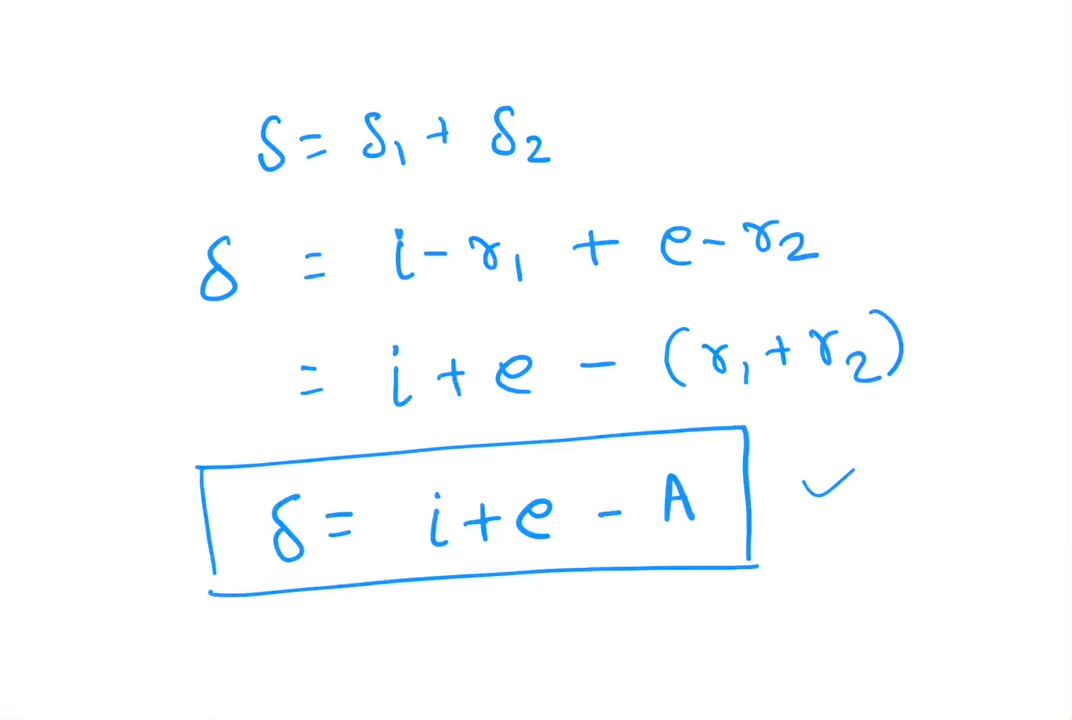 δ = δ₁ + δ₂
δ = i - r₁ + e - r₂
= i + e - (r₁ + r₂)
δ = i + e - A ✓